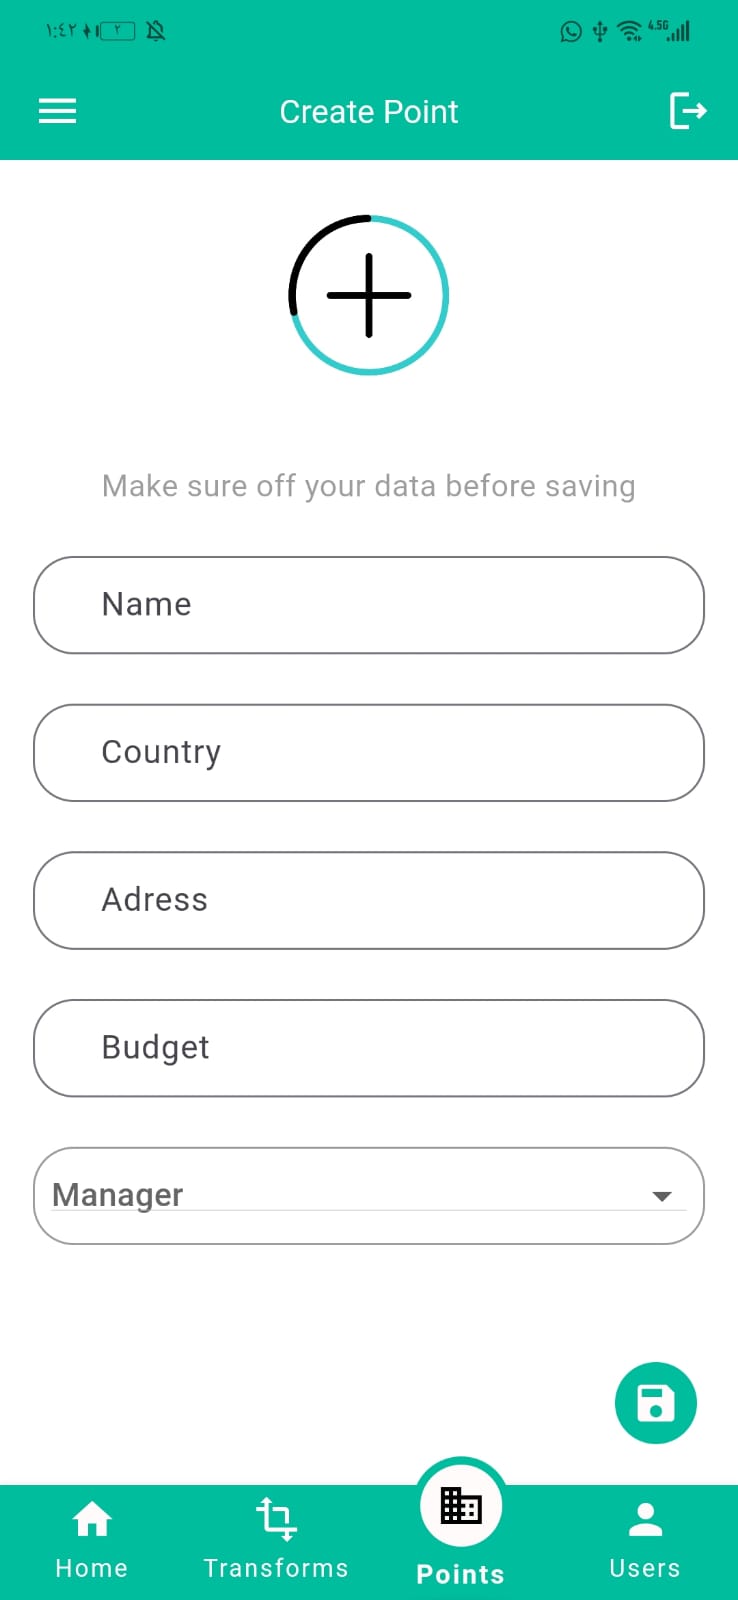 ١:٤٢ ٢ 4.5G
Create Point
Make sure off your data before saving
Name
Country
Adress
Budget
Manager
Home Transforms Points Users